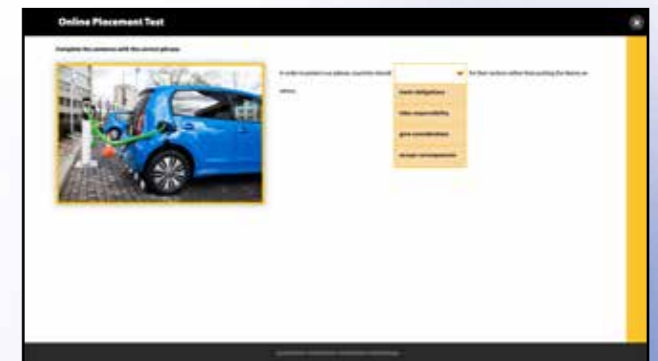 Online Placement Test
Complete the sentence with the correct phrase.
In order to protect our planet, countries should for their actions rather than putting the blame on
others.
meet obligations
take responsibility
give considerations
accept consequences